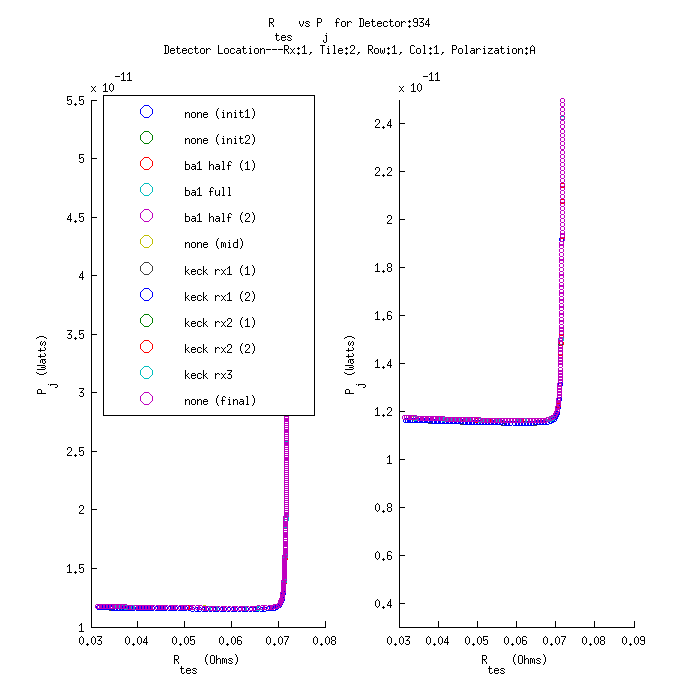 R_tes vs P_j for Detector:934
Detector Location---Rx:1, Tile:2, Row:1, Col:1, Polarization:A
x 10^-11
5.5
5
4.5
4
3.5
3
2.5
2
1.5
1
P_j (Watts)
none (init1)
none (init2)
ba1 half (1)
ba1 full
ba1 half (2)
none (mid)
keck rx1 (1)
keck rx1 (2)
keck rx2 (1)
keck rx2 (2)
keck rx3
none (final)
0.03 0.04 0.05 0.06 0.07 0.08
R_tes (Ohms)
x 10^-11
2.4
2.2
2
1.8
1.6
1.4
1.2
1
0.8
0.6
0.4
P_j (Watts)
0.03 0.04 0.05 0.06 0.07 0.08 0.09
R_tes (Ohms)